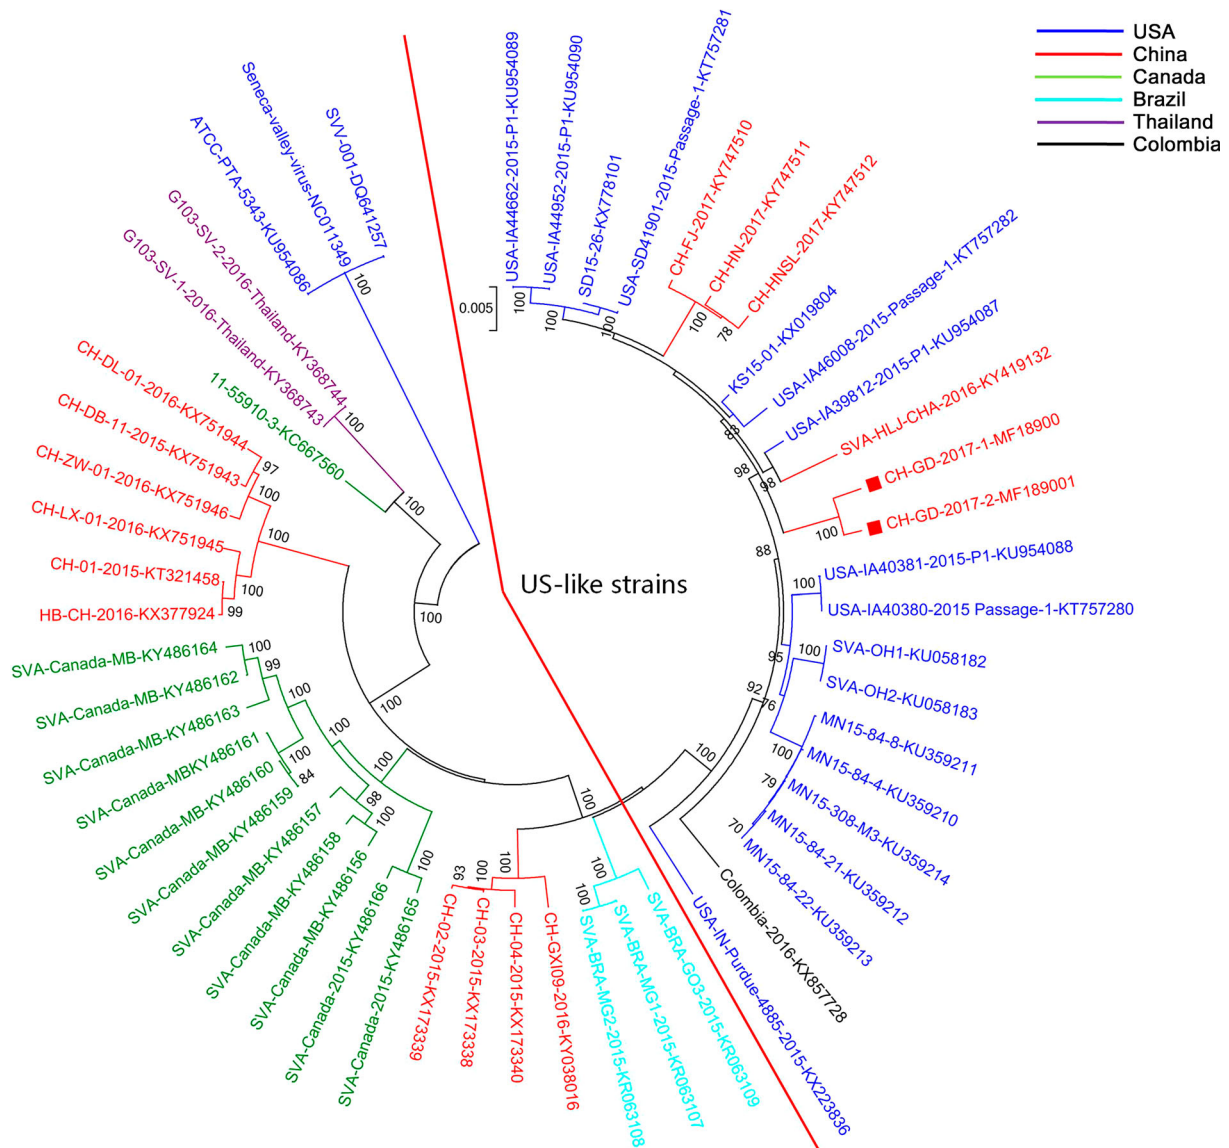 USA
China
Canada
Brazil
Thailand
Colombia
USA-IA44662-2015-P1-KU954089
USA-IA44952-2015-P1-KU954090
SD15-26-KX778101
USA-SD41901-2015-Passage-1-KT757281
CH-FJ-2017-KY747510
CH-HN-2017-KY747511
CH-HNSL-2017-KY747512
KS15-01-KX019804
USA-IA46008-2015-Passage-1-KT757282
USA-IA39812-2015-P1-KU954087
SVA-HLJ-CHA-2016-KY419132
CH-GD-2017-1-MF18900
CH-GD-2017-2-MF189001
USA-IA40381-2015-P1-KU954088
USA-IA40380-2015 Passage-1-KT757280
SVA-OH1-KU058182
SVA-OH2-KU058183
MN15-84-8-KU359211
MN15-84-4-KU359210
MN15-308-M3-KU359214
MN15-84-21-KU359212
MN15-84-22-KU359213
Colombia-2016-KX857728
USA-IN-Purdue-4885-2015-KX223836
SVA-BRA-GO3-2015-KR063109
SVA-BRA-MG1-2015-KR063107
SVA-BRA-MG2-2015-KR063108
CH-GXI09-2016-KY038016
CH-04-2015-KX173340
CH-03-2015-KX173338
CH-02-2015-KX173339
SVA-Canada-2015-KY486165
SVA-Canada-2015-KY486166
SVA-Canada-MB-KY486156
SVA-Canada-MB-KY486158
SVA-Canada-MB-KY486157
SVA-Canada-MB-KY486159
SVA-Canada-MB-KY486160
SVA-Canada-MBKY486161
SVA-Canada-MB-KY486163
SVA-Canada-MB-KY486162
SVA-Canada-MB-KY486164
HB-CH-2016-KX377924
CH-01-2015-KT321458
CH-LX-01-2016-KX751945
CH-ZW-01-2016-KX751946
CH-DB-11-2015-KX751943
CH-DL-01-2016-KX751944
11-55910-3-KC667560
G103-SV-1-2016-Thailand-KY368743
G103-SV-2-2016-Thailand-KY368744
ATCC-PTA-5343-KU954086
Seneca-valley-virus-NC011349
SVV-001-DQ641257
0.005
US-like strains
100
100
100
100
78
98
98
100
88
100
95
100
92
76
100
79
70
100
100
100
100
100
100
93
100
100
100
98
100
100
100
84
100
99
100
100
99
100
100
100
97
100
100
100
100